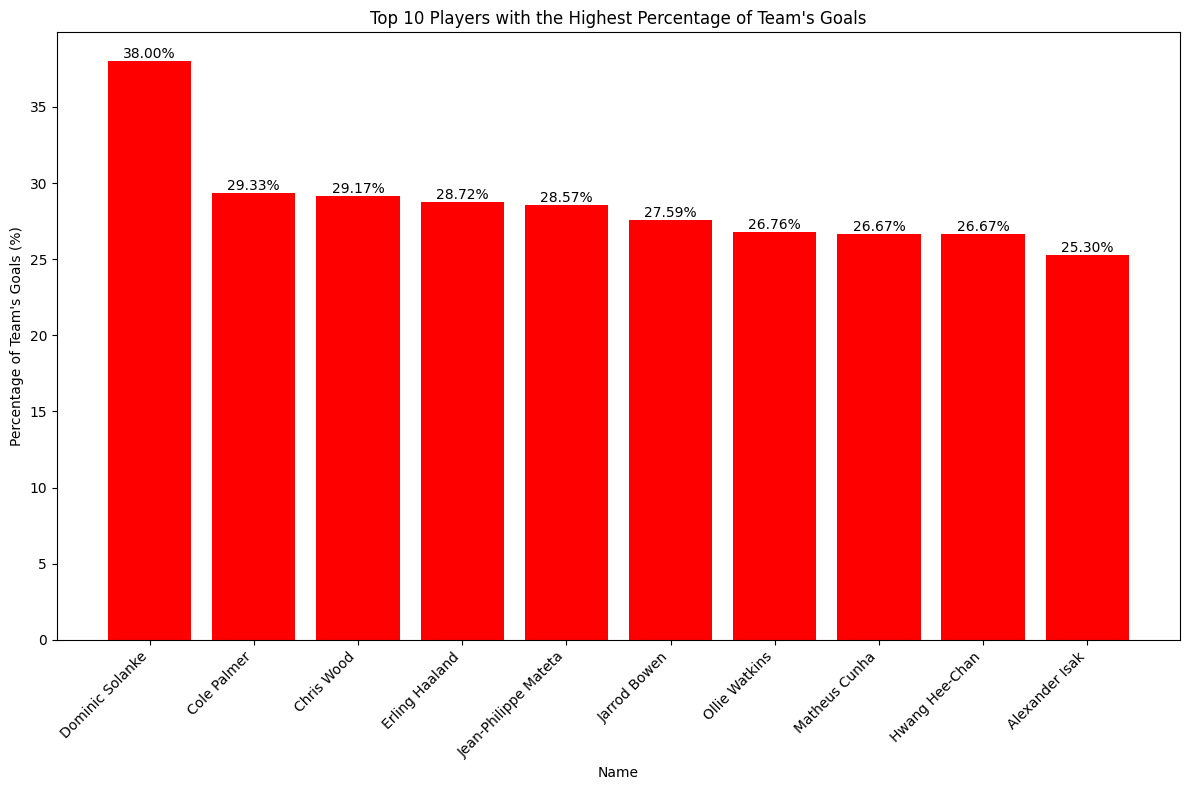 Top 10 Players with the Highest Percentage of Team's Goals
Percentage of Team's Goals (%)
35
30
25
20
15
10
5
0
38.00%
29.33%
29.17%
28.72%
28.57%
27.59%
26.76%
26.67%
26.67%
25.30%
Dominic Solanke
Cole Palmer
Chris Wood
Erling Haaland
Jean-Philippe Mateta
Jarrod Bowen
Ollie Watkins
Matheus Cunha
Hwang Hee-Chan
Alexander Isak
Name